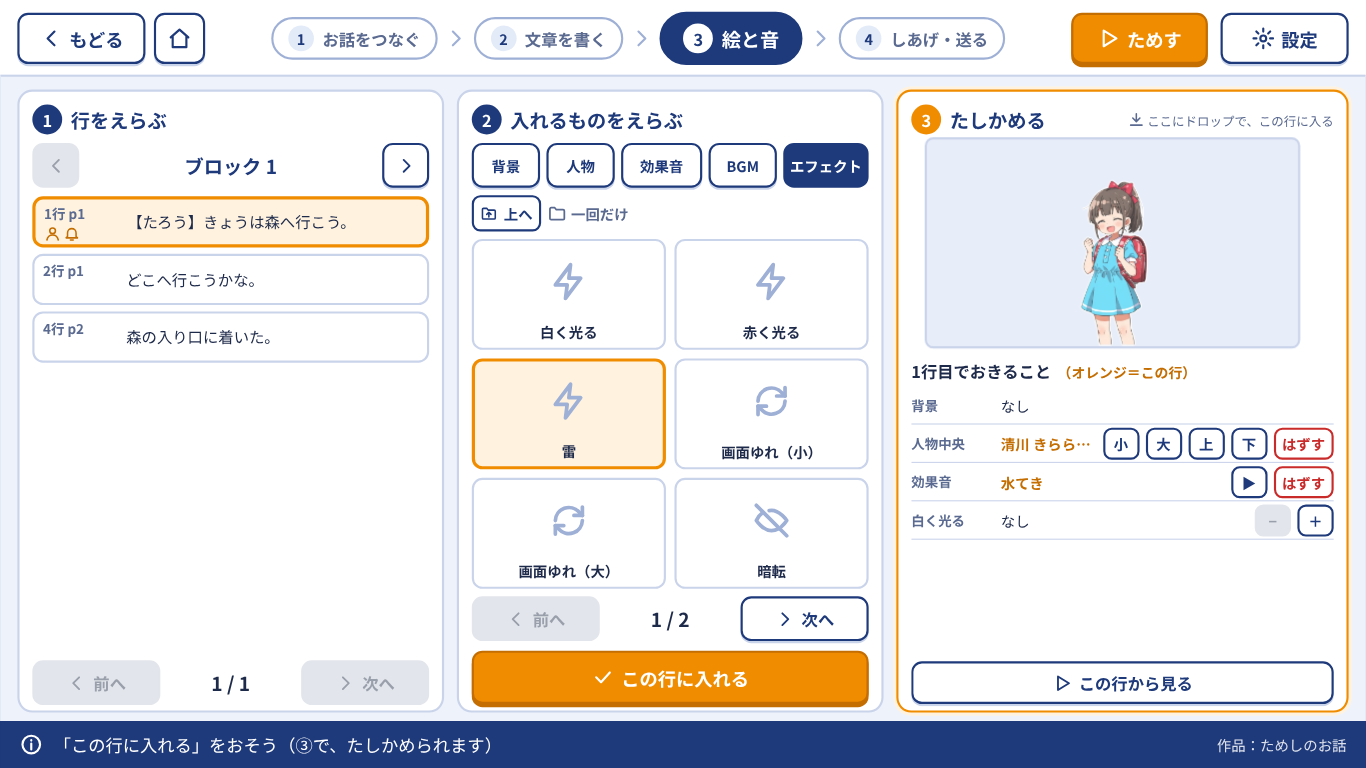 もどる
1 お話をつなぐ
2 文章を書く
3 絵と音
4 しあげ・送る
ためす
設定
1 行をえらぶ
ブロック 1
1行 p1
【たろう】きょうは森へ行こう。
2行 p1
どこへ行こうかな。
4行 p2
森の入り口に着いた。
前へ
1 / 1
次へ
2 入れるものをえらぶ
背景
人物
効果音
BGM
エフェクト
上へ
一回だけ
白く光る
赤く光る
雷
画面ゆれ（小）
画面ゆれ（大）
暗転
前へ
1 / 2
次へ
この行に入れる
3 たしかめる
ここにドロップで、この行に入る
1行目でおきること （オレンジ＝この行）
背景 なし
人物中央 清川 きらら… 小 大 上 下 はずす
効果音 水てき はずす
白く光る なし － ＋
この行から見る
「この行に入れる」をおそう（③で、たしかめられます）
作品：ためしのお話